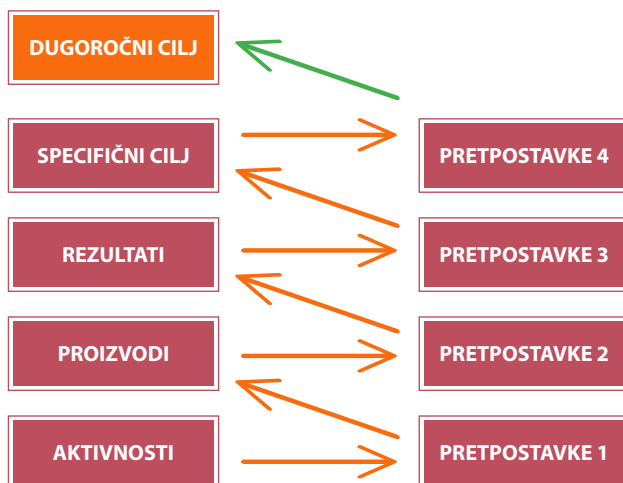 DUGOROČNI CILJ
SPECIFIČNI CILJ
PRETPOSTAVKE 4
REZULTATI
PRETPOSTAVKE 3
PROIZVODI
PRETPOSTAVKE 2
AKTIVNOSTI
PRETPOSTAVKE 1